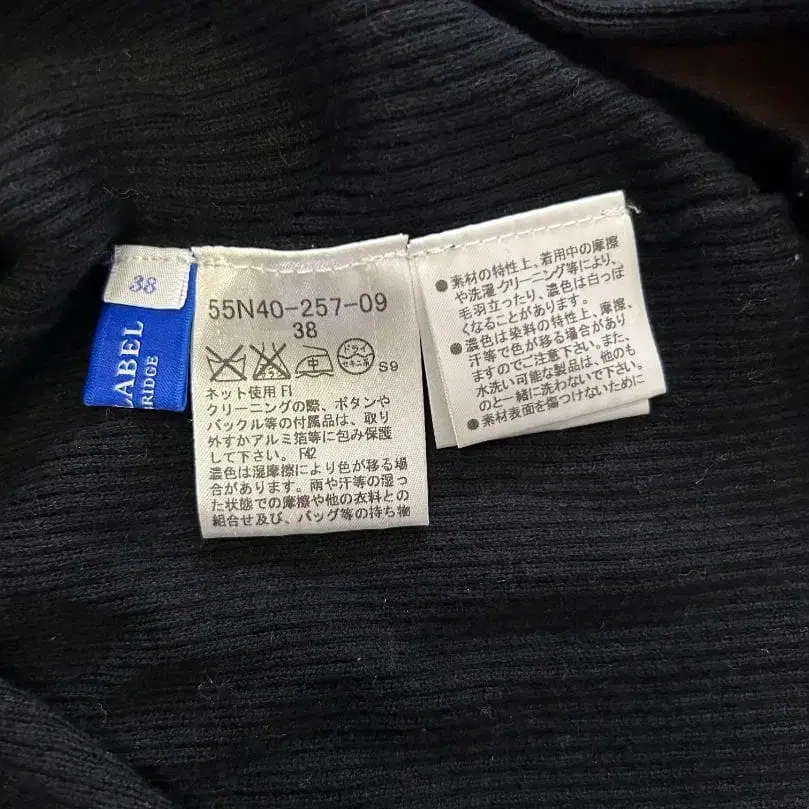 38
LABEL
RIDGE
55N40-257-09
38
中
ドライ
セキユ系
S9
ネット使用 F1
クリーニングの際、ボタンや
バックル等の付属品は、取り
外すかアルミ箔等に包み保護
して下さい。 F42
濃色は湿摩擦により色が移る場
合があります。雨や汗等の湿っ
た状態での摩擦や他の衣料との
組合せ及び、バッグ等の持ち物
●素材の特性上、着用中の摩擦
や洗濯・クリーニング等により、
毛羽立ったり、濃色は白っぽ
くなることがあります。
●濃色は染料の特性上、摩擦、
汗等で色が移る場合があり
ますのでご注意下さい。また、
水洗い可能な製品は、他のも
のと一緒に洗わないで下さい。
●素材表面を傷つけないために